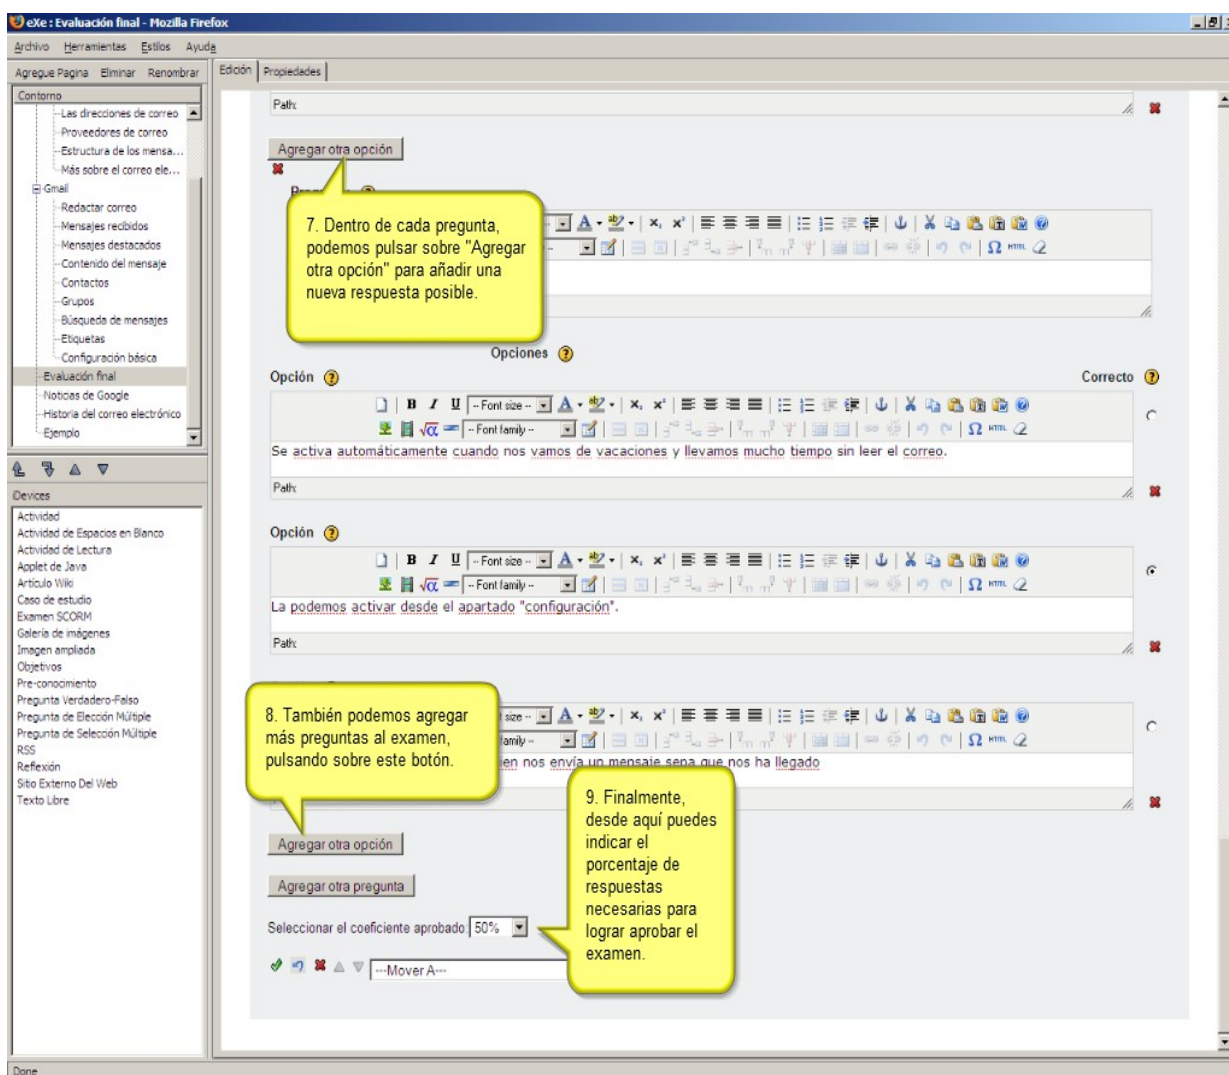 eXe : Evaluación final - Mozilla Firefox
Archivo Herramientas Estilos Ayuda
Agregue Pagina Eliminar Renombrar
Edición Propiedades
Contorno
Las direcciones de correo
Proveedores de correo
Estructura de los mensa...
Más sobre el correo ele...
Gmail
Redactar correo
Mensajes recibidos
Mensajes destacados
Contenido del mensaje
Contactos
Grupos
Búsqueda de mensajes
Etiquetas
Configuración básica
Evaluación final
Noticias de Google
Historia del correo electrónico
Ejemplo
iDevices
Actividad
Actividad de Espacios en Blanco
Actividad de Lectura
Applet de Java
Artículo Wiki
Caso de estudio
Examen SCORM
Galería de imágenes
Imagen ampliada
Objetivos
Pre-conocimiento
Pregunta Verdadero-Falso
Pregunta de Elección Múltiple
Pregunta de Selección Múltiple
RSS
Reflexión
Sitio Externo Del Web
Texto Libre
Path:
Agregar otra opción
7. Dentro de cada pregunta,
podemos pulsar sobre "Agregar
otra opción" para añadir una
nueva respuesta posible.
HTML
Opciones
Opción Correcto
B I U -- Font size -- A
-- Font family -- HTML
Se activa automáticamente cuando nos vamos de vacaciones y llevamos mucho tiempo sin leer el correo.
Path:
Opción
B I U -- Font size -- A
-- Font family -- HTML
La podemos activar desde el apartado "configuración".
Path:
8. También podemos agregar
más preguntas al examen,
pulsando sobre este botón.
size -- A
family -- HTML
nos envía un mensaje sepa que nos ha llegado
9. Finalmente,
desde aquí puedes
indicar el
porcentaje de
respuestas
necesarias para
lograr aprobar el
examen.
Agregar otra opción
Agregar otra pregunta
Seleccionar el coeficiente aprobado: 50%
---Mover A---
Done